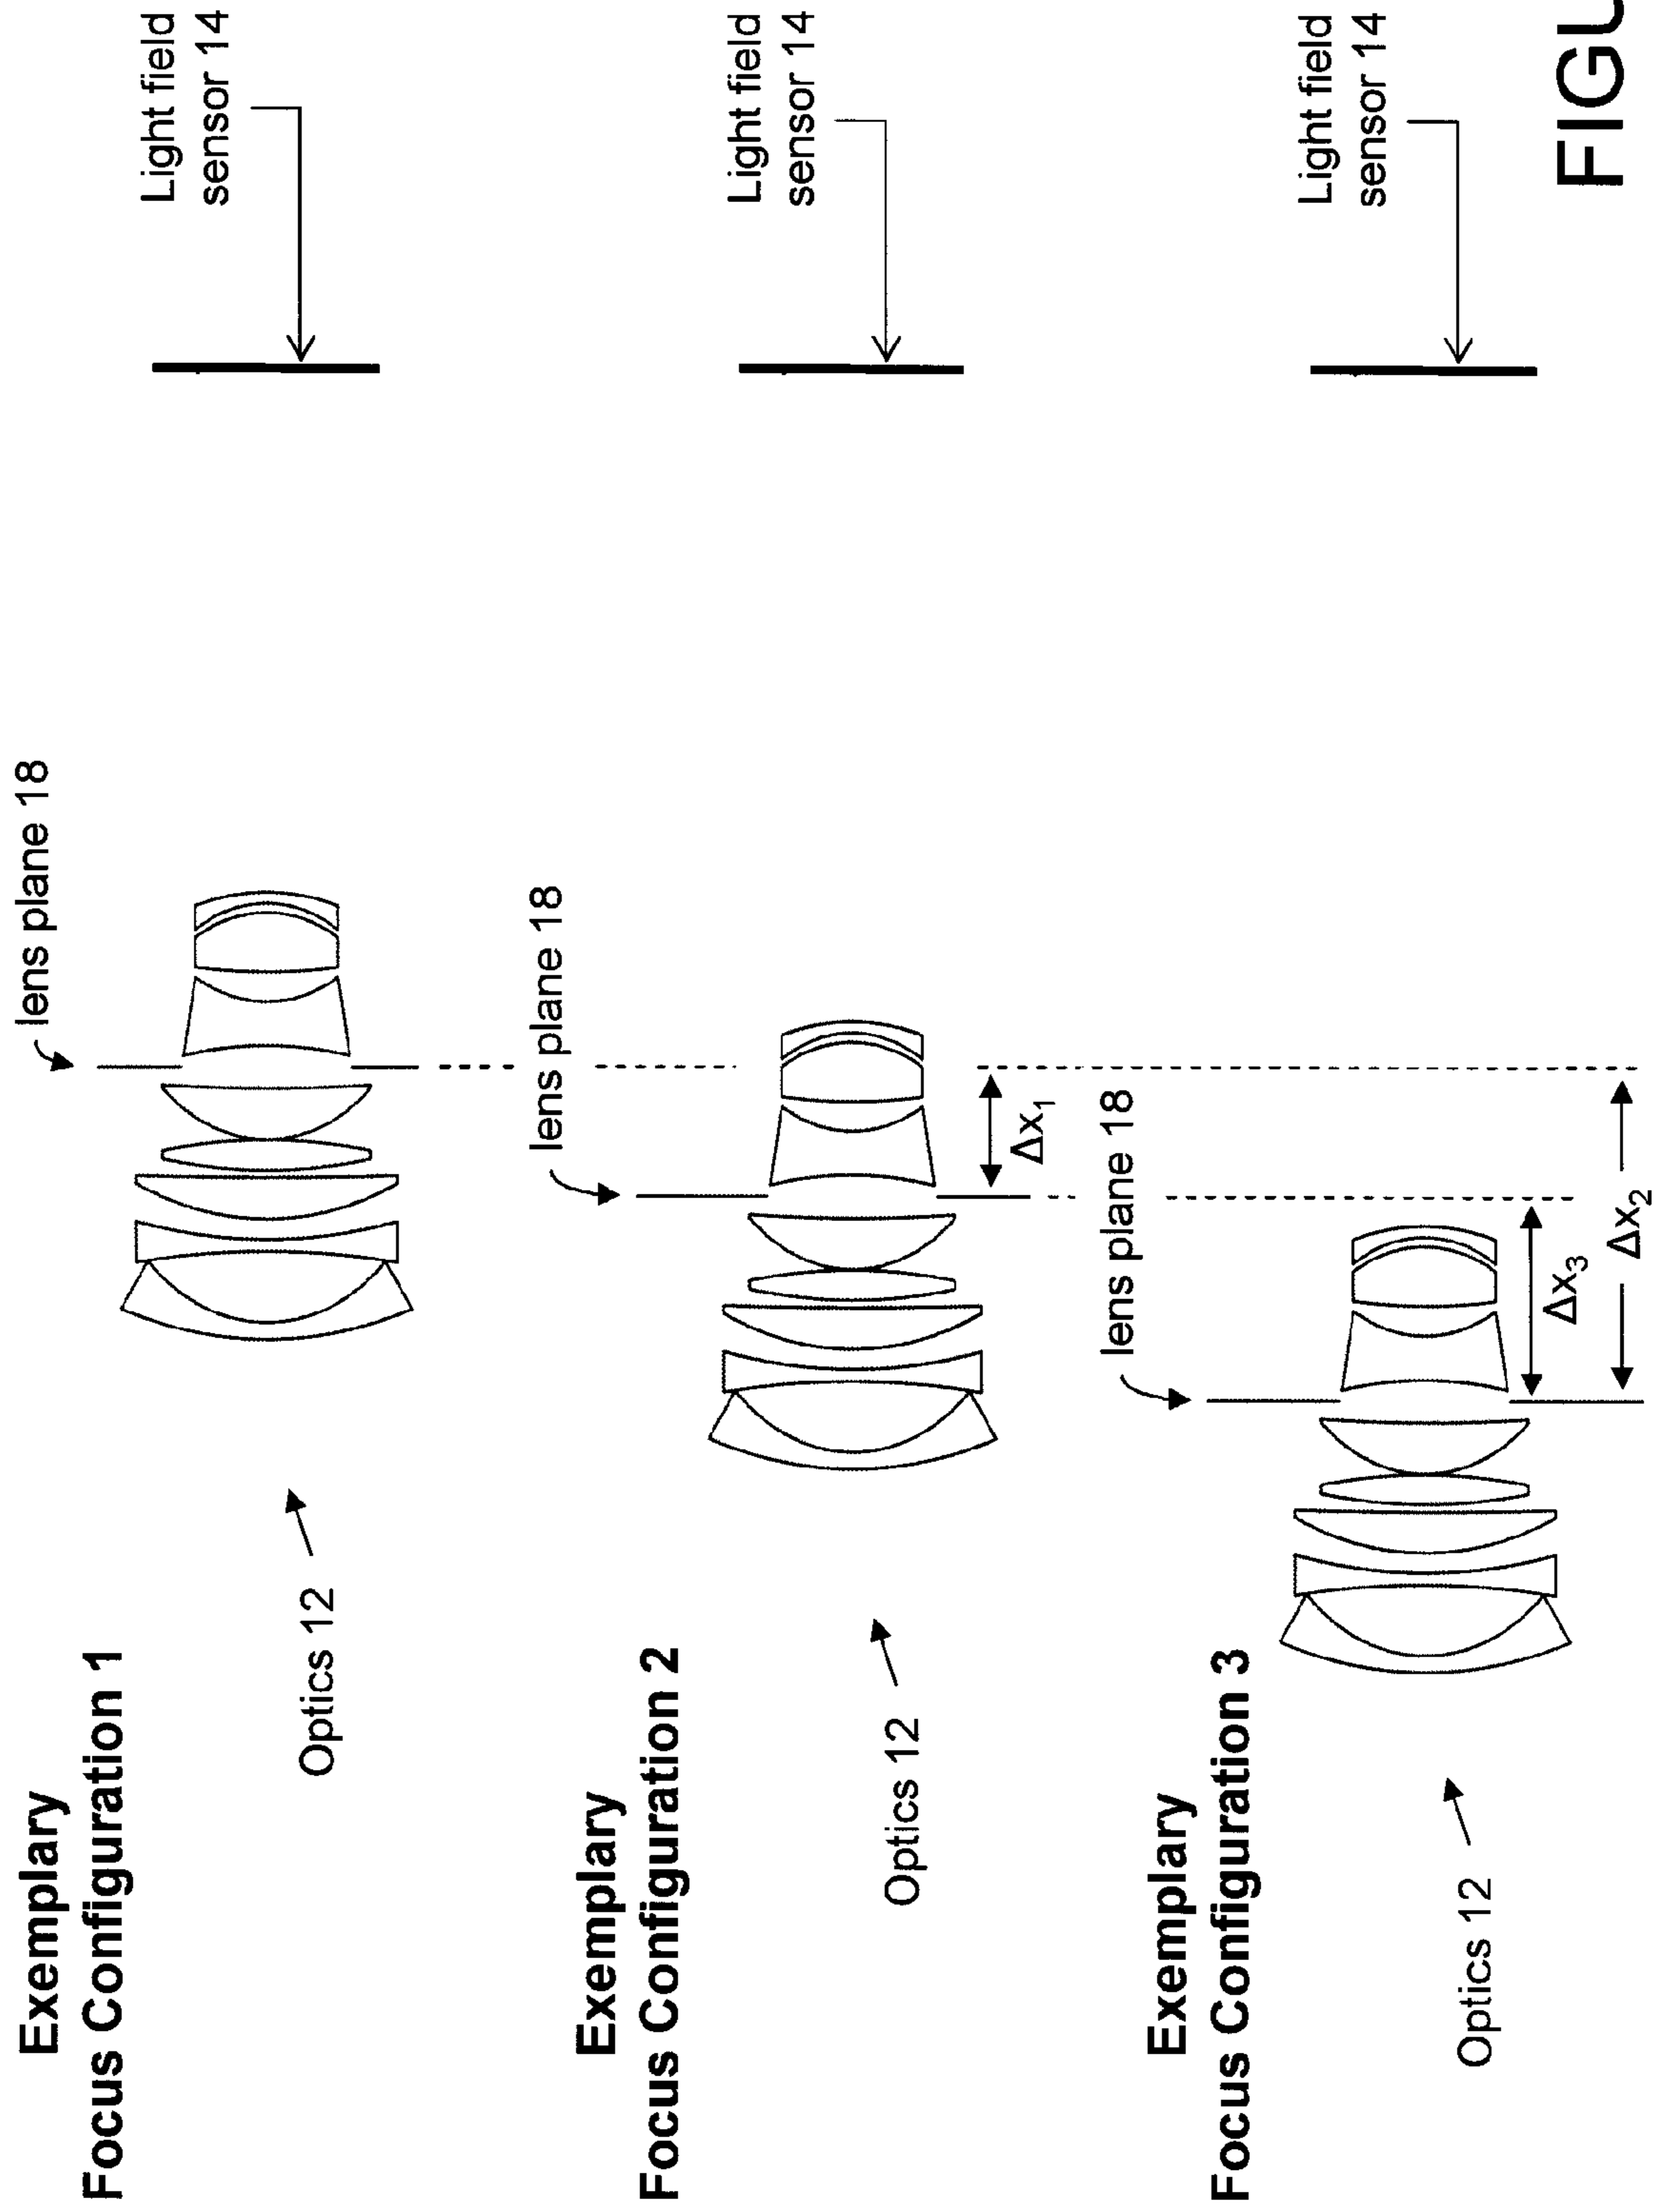 Exemplary
Focus Configuration 1
lens plane 18
Light field
sensor 14
Optics 12
Exemplary
Focus Configuration 2
lens plane 18
Light field
sensor 14
Optics 12
Δx₁
Exemplary
Focus Configuration 3
lens plane 18
Light field
sensor 14
Optics 12
Δx₃
Δx₂